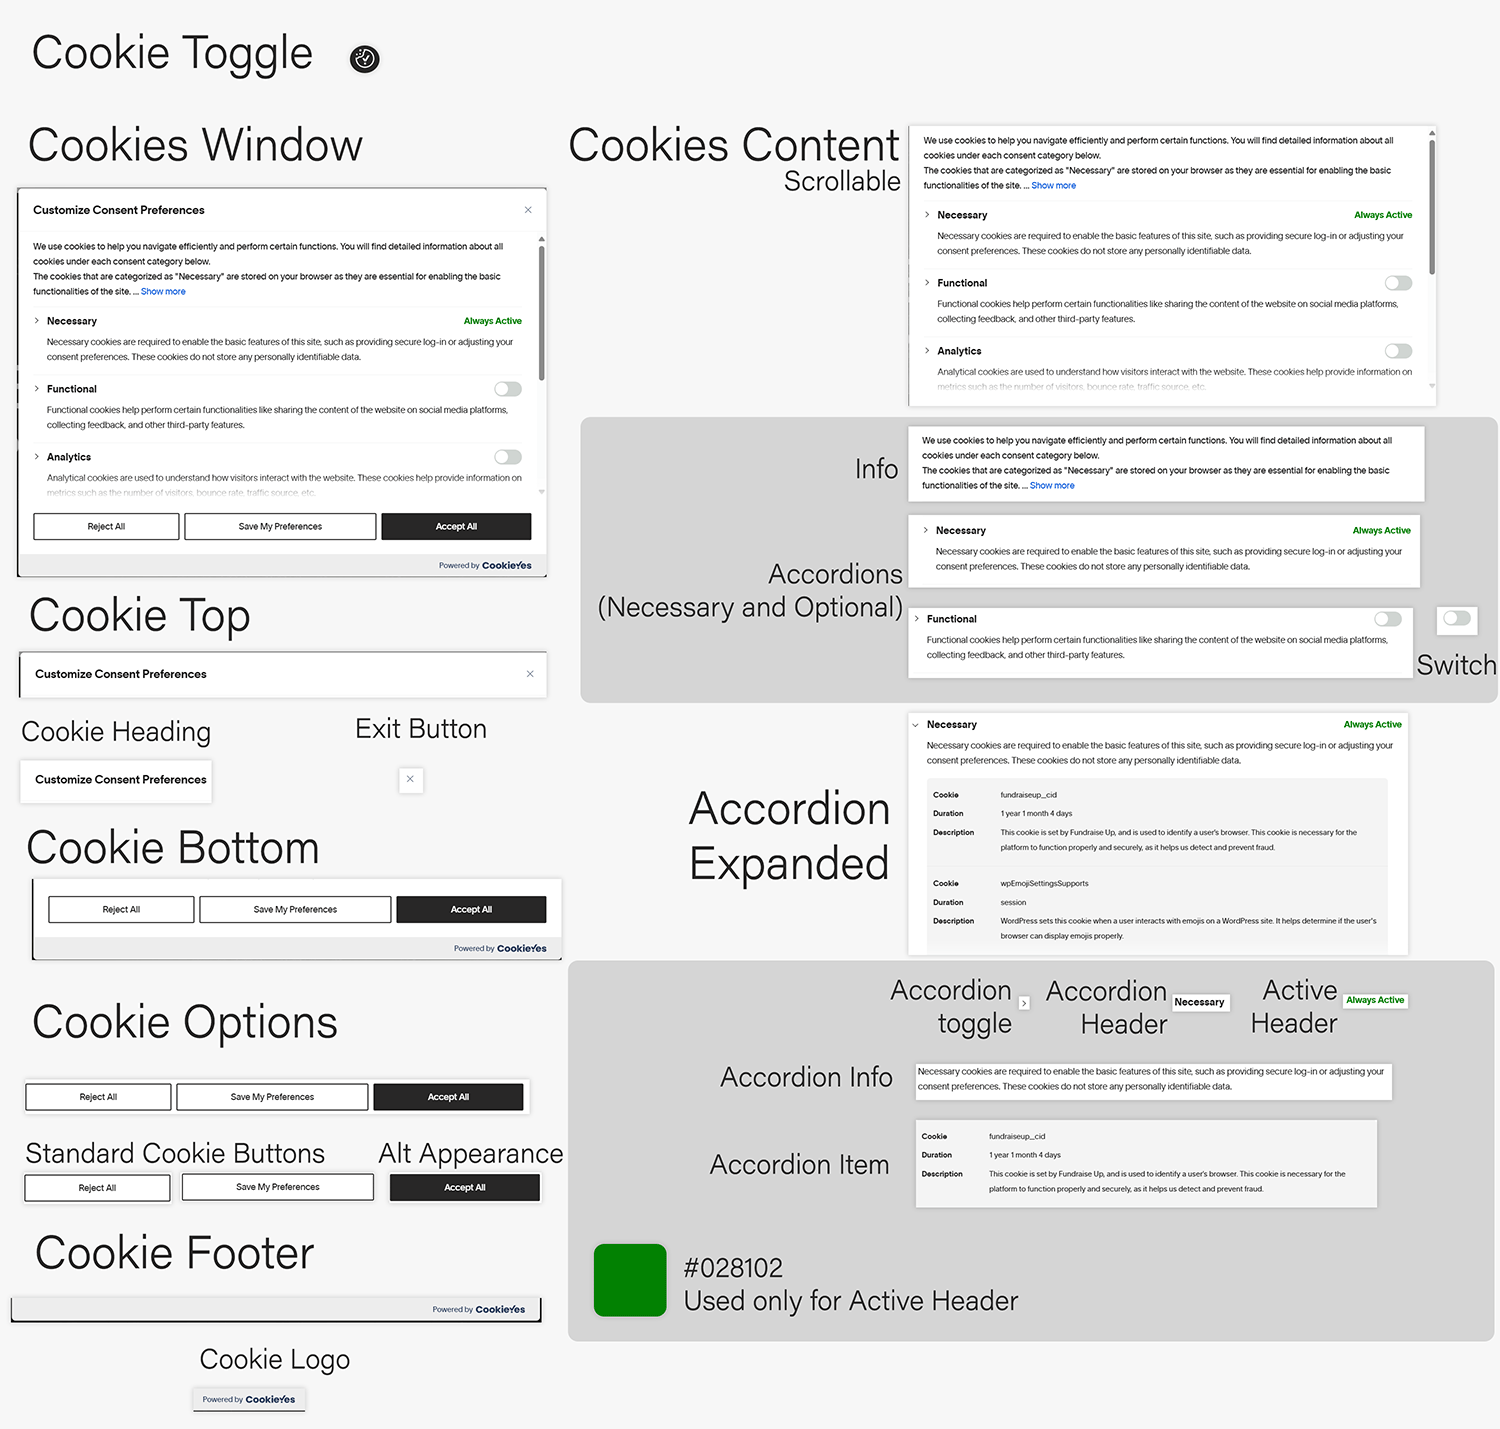 Cookie Toggle
Cookies Window
Customize Consent Preferences
We use cookies to help you navigate efficiently and perform certain functions. You will find detailed information about all
cookies under each consent category below.
The cookies that are categorized as "Necessary" are stored on your browser as they are essential for enabling the basic
functionalities of the site. ... Show more
Necessary
Always Active
Necessary cookies are required to enable the basic features of this site, such as providing secure log-in or adjusting your
consent preferences. These cookies do not store any personally identifiable data.
Functional
Functional cookies help perform certain functionalities like sharing the content of the website on social media platforms,
collecting feedback, and other third-party features.
Analytics
Analytical cookies are used to understand how visitors interact with the website. These cookies help provide information on
metrics such as the number of visitors, bounce rate, traffic source, etc.
Reject All
Save My Preferences
Accept All
Powered by CookieYes
Cookie Top
Customize Consent Preferences
Cookie Heading
Exit Button
Customize Consent Preferences
Cookie Bottom
Reject All
Save My Preferences
Accept All
Powered by CookieYes
Cookie Options
Reject All
Save My Preferences
Accept All
Standard Cookie Buttons
Alt Appearance
Reject All
Save My Preferences
Accept All
Cookie Footer
Powered by CookieYes
Cookie Logo
Powered by CookieYes
Cookies Content
Scrollable
We use cookies to help you navigate efficiently and perform certain functions. You will find detailed information about all
cookies under each consent category below.
The cookies that are categorized as "Necessary" are stored on your browser as they are essential for enabling the basic
functionalities of the site. ... Show more
Necessary
Always Active
Necessary cookies are required to enable the basic features of this site, such as providing secure log-in or adjusting your
consent preferences. These cookies do not store any personally identifiable data.
Functional
Functional cookies help perform certain functionalities like sharing the content of the website on social media platforms,
collecting feedback, and other third-party features.
Analytics
Analytical cookies are used to understand how visitors interact with the website. These cookies help provide information on
metrics such as the number of visitors, bounce rate, traffic source, etc.
Info
We use cookies to help you navigate efficiently and perform certain functions. You will find detailed information about all
cookies under each consent category below.
The cookies that are categorized as "Necessary" are stored on your browser as they are essential for enabling the basic
functionalities of the site. ... Show more
Accordions
(Necessary and Optional)
Necessary
Always Active
Necessary cookies are required to enable the basic features of this site, such as providing secure log-in or adjusting your
consent preferences. These cookies do not store any personally identifiable data.
Functional
Functional cookies help perform certain functionalities like sharing the content of the website on social media platforms,
collecting feedback, and other third-party features.
Switch
Accordion
Expanded
Necessary
Always Active
Necessary cookies are required to enable the basic features of this site, such as providing secure log-in or adjusting your
consent preferences. These cookies do not store any personally identifiable data.
Cookie fundraiseup_cid
Duration 1 year 1 month 4 days
Description This cookie is set by Fundraise Up, and is used to identify a user's browser. This cookie is necessary for the
platform to function properly and securely, as it helps us detect and prevent fraud.
Cookie wpEmojiSettingsSupports
Duration session
Description WordPress sets this cookie when a user interacts with emojis on a WordPress site. It helps determine if the user's
browser can display emojis properly.
Accordion
toggle
Accordion
Header
Necessary
Active
Header
Always Active
Accordion Info
Necessary cookies are required to enable the basic features of this site, such as providing secure log-in or adjusting your
consent preferences. These cookies do not store any personally identifiable data.
Accordion Item
Cookie fundraiseup_cid
Duration 1 year 1 month 4 days
Description This cookie is set by Fundraise Up, and is used to identify a user's browser. This cookie is necessary for the
platform to function properly and securely, as it helps us detect and prevent fraud.
#028102
Used only for Active Header